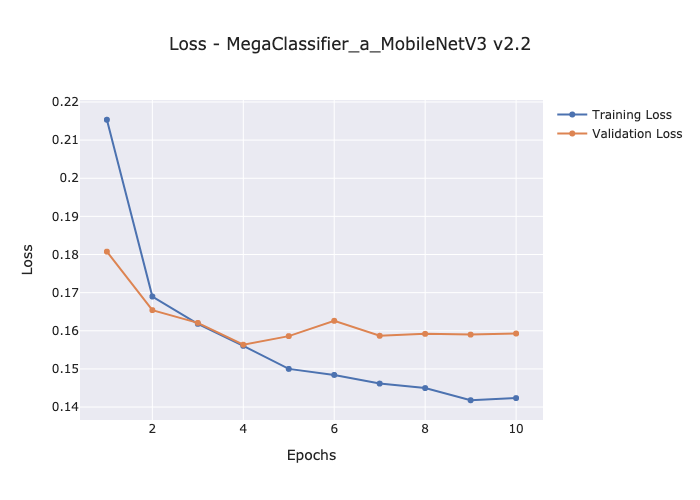 Loss - MegaClassifier_a_MobileNetV3 v2.2
0.22
0.21
0.2
0.19
0.18
0.17
0.16
0.15
0.14
Loss
2
4
6
8
10
Epochs
Training Loss
Validation Loss